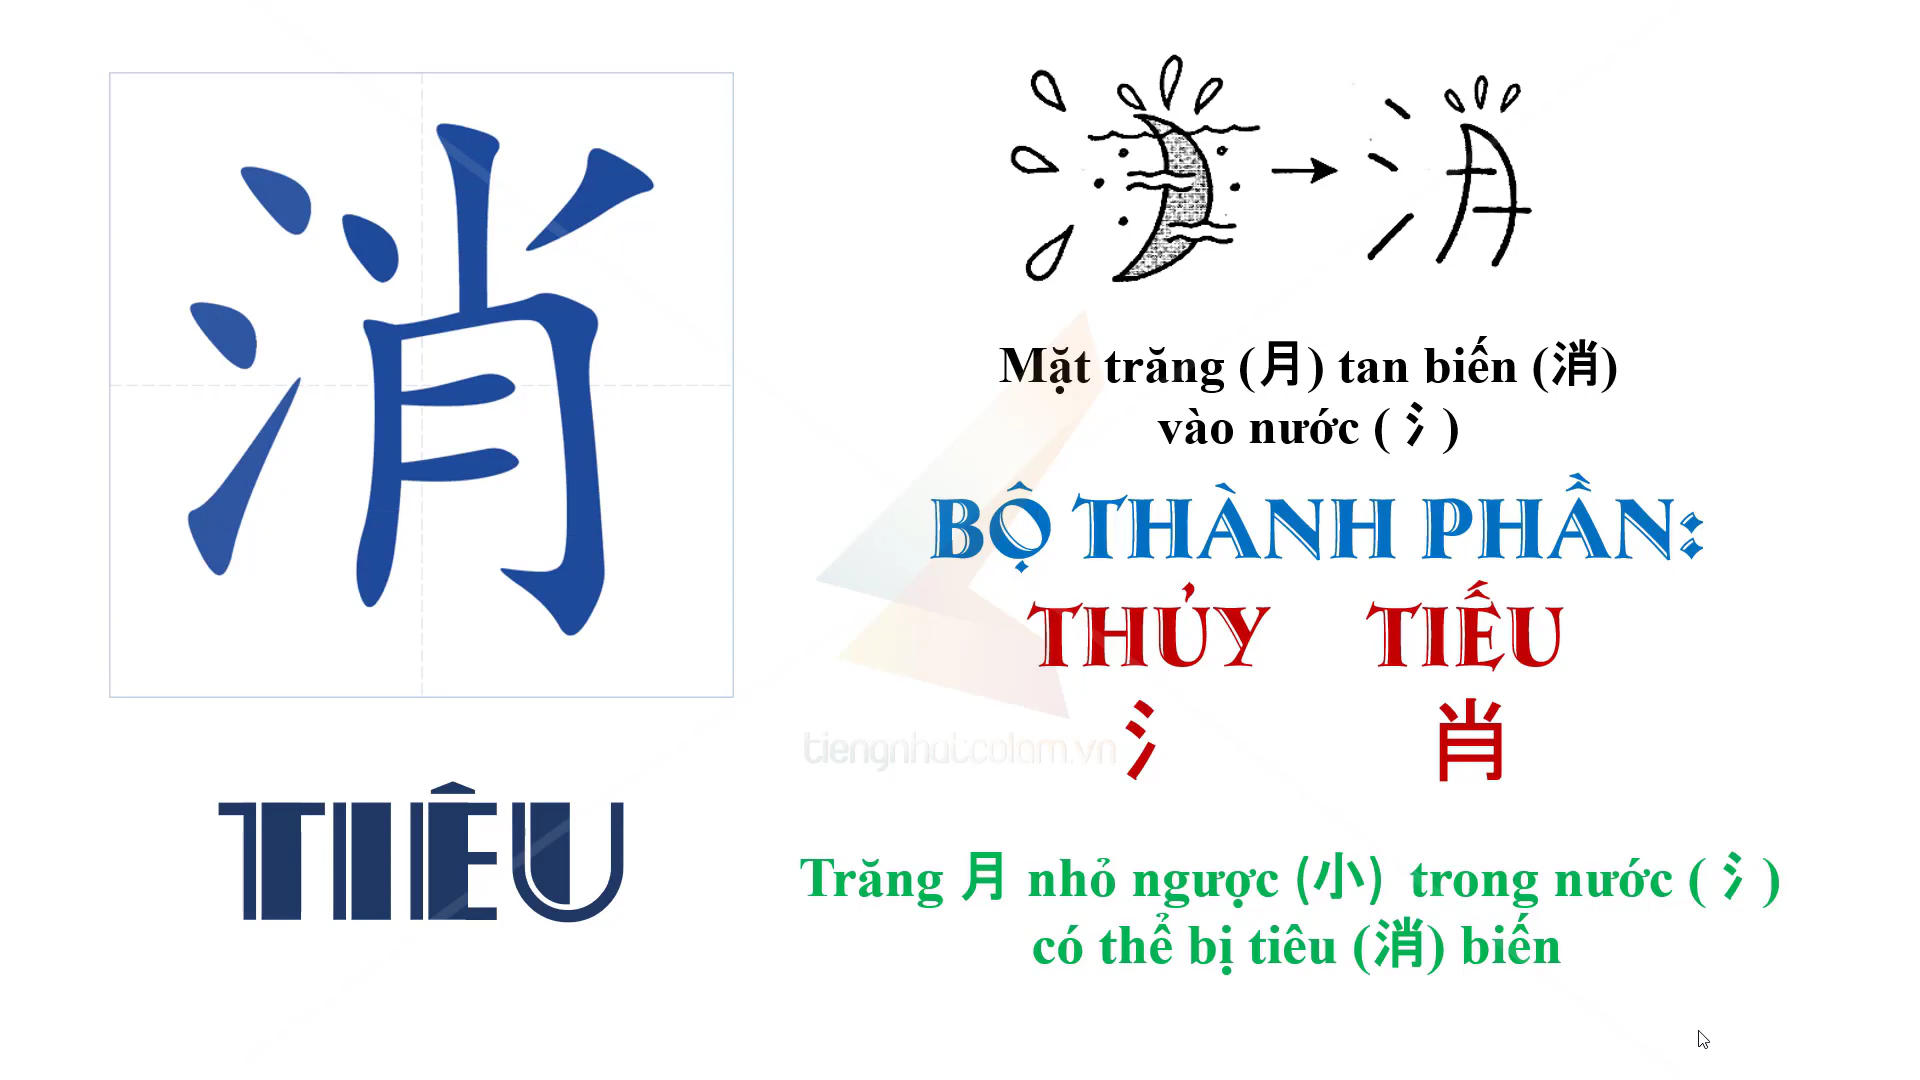 消
TIÊU
Mặt trăng (月) tan biến (消)
vào nước (氵)
BỘ THÀNH PHẦN:
THỦY TIẾU
氵 肖
tiengnhatcolam.vn
Trăng 月 nhỏ ngược (小) trong nước (氵)
có thể bị tiêu (消) biến